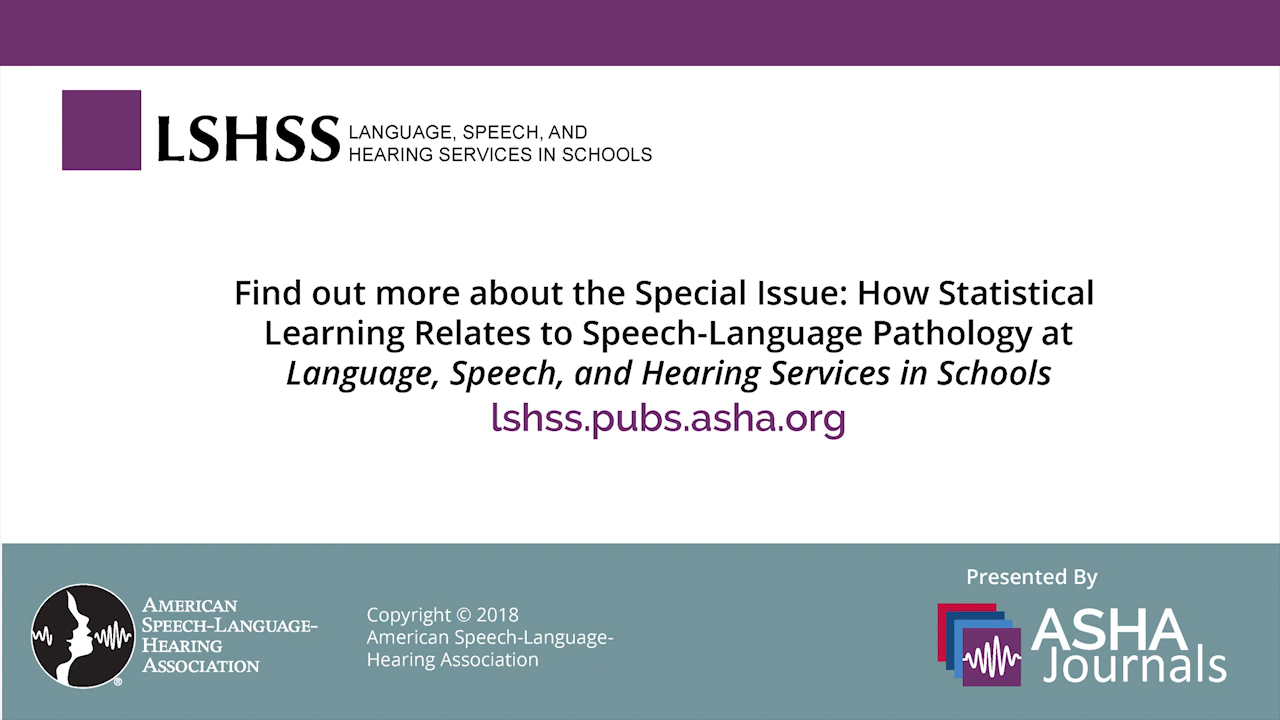 LSHSS
LANGUAGE, SPEECH, AND
HEARING SERVICES IN SCHOOLS
Find out more about the Special Issue: How Statistical
Learning Relates to Speech-Language Pathology at
Language, Speech, and Hearing Services in Schools
lshss.pubs.asha.org
AMERICAN
SPEECH-LANGUAGE-
HEARING
ASSOCIATION
®
Copyright © 2018
American Speech-Language-
Hearing Association
Presented By
ASHA
Journals